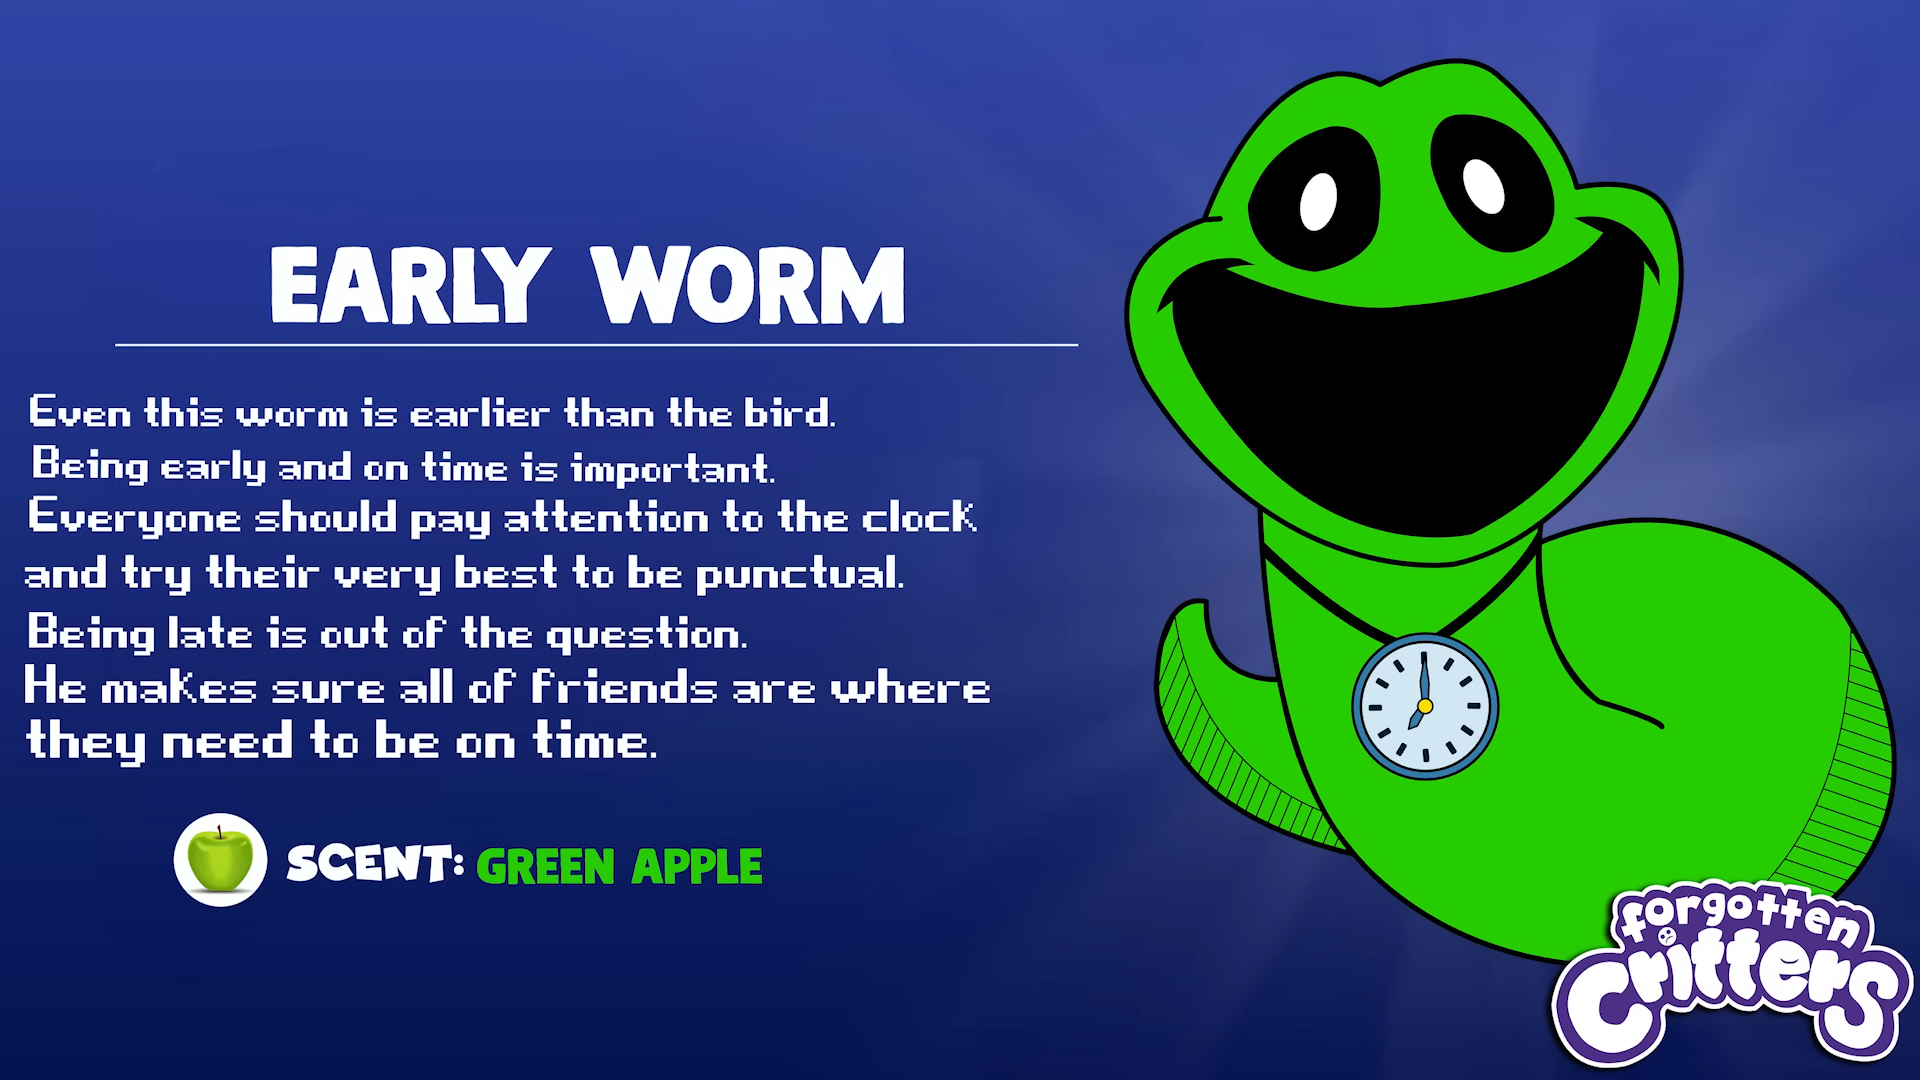 EARLY WORM
Even this worm is earlier than the bird.
Being early and on time is important.
Everyone should pay attention to the clock
and try their very best to be punctual.
Being late is out of the question.
He makes sure all of friends are where
they need to be on time.
SCENT: GREEN APPLE
forgotten
critters